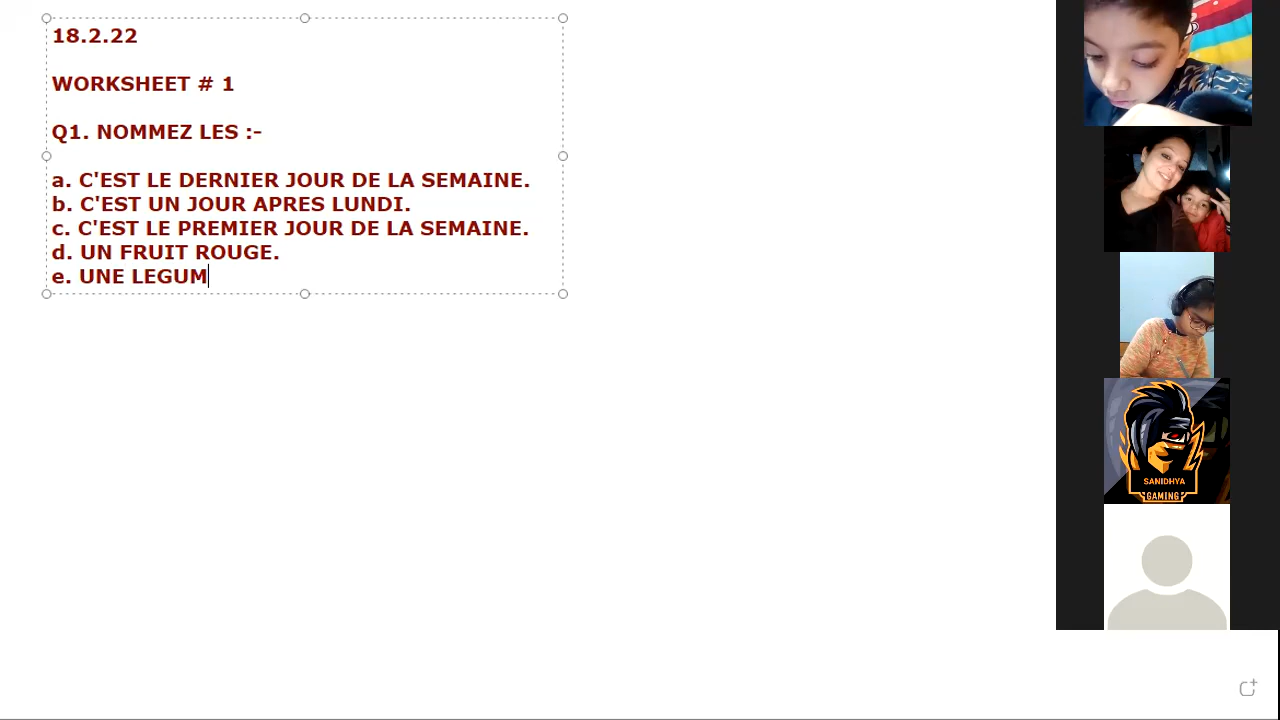 18.2.22
WORKSHEET # 1
Q1. NOMMEZ LES :-
a. C'EST LE DERNIER JOUR DE LA SEMAINE.
b. C'EST UN JOUR APRES LUNDI.
c. C'EST LE PREMIER JOUR DE LA SEMAINE.
d. UN FRUIT ROUGE.
e. UNE LEGUM
SANIDHYA
GAMING